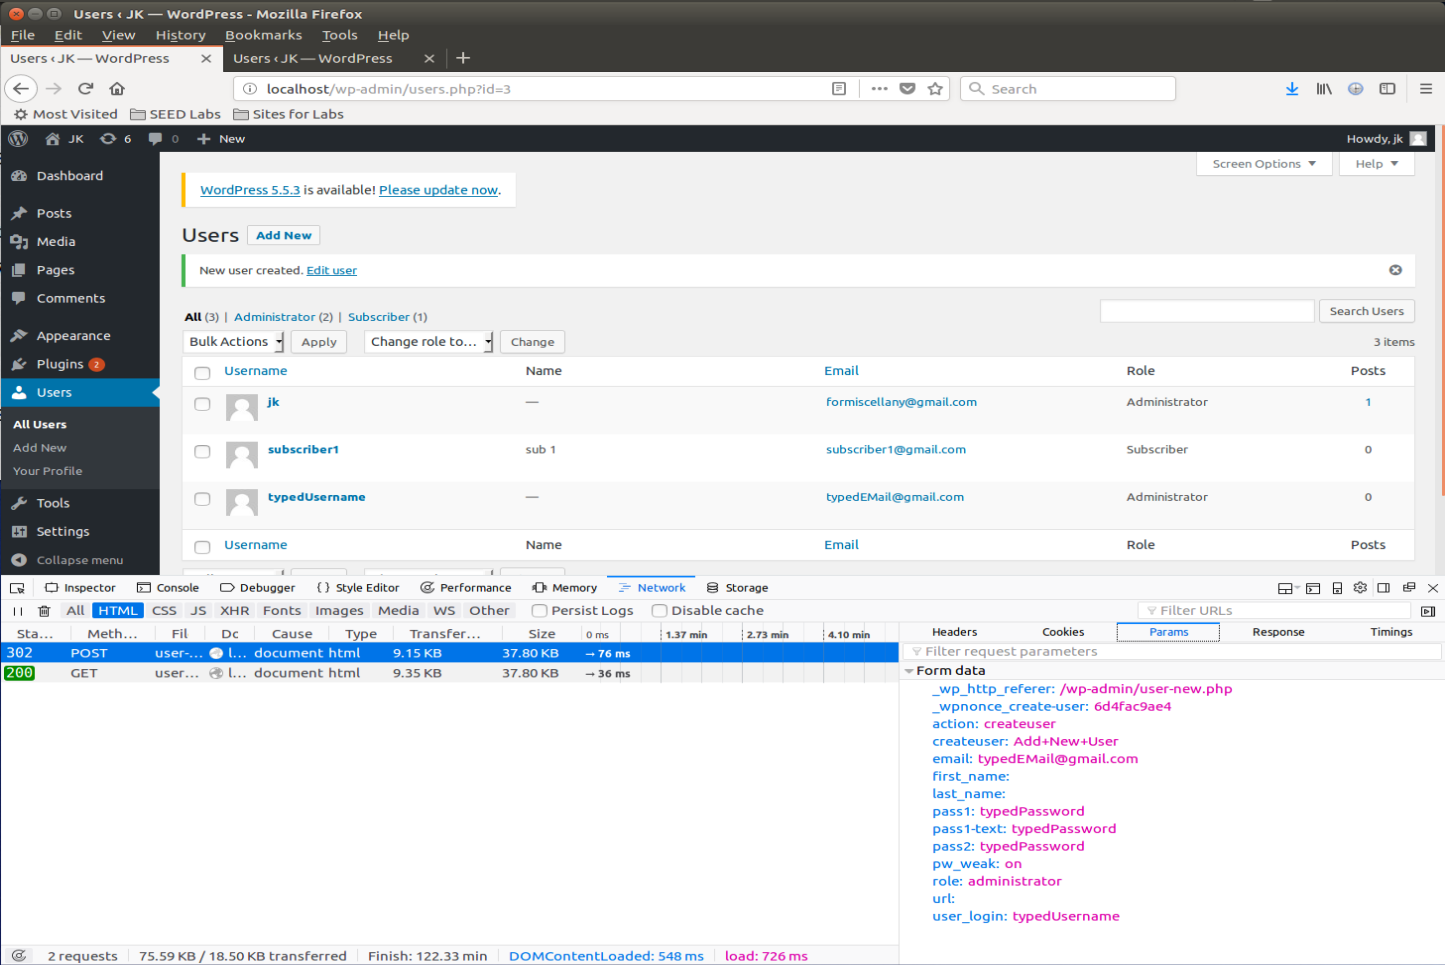 Users ‹ JK — WordPress - Mozilla Firefox
File Edit View History Bookmarks Tools Help
Users ‹ JK — WordPress Users ‹ JK — WordPress
localhost/wp-admin/users.php?id=3 Search
Most Visited SEED Labs Sites for Labs
JK 6 0 New Howdy, jk
Screen Options Help
Dashboard
Posts
Media
Pages
Comments
Appearance
Plugins 2
Users
All Users
Add New
Your Profile
Tools
Settings
Collapse menu
WordPress 5.5.3 is available! Please update now.
Users Add New
New user created. Edit user
All (3) | Administrator (2) | Subscriber (1) Search Users
Bulk Actions Apply Change role to... Change 3 items
Username Name Email Role Posts
jk — formiscellany@gmail.com Administrator 1
subscriber1 sub 1 subscriber1@gmail.com Subscriber 0
typedUsername — typedEMail@gmail.com Administrator 0
Username Name Email Role Posts
Inspector Console Debugger {} Style Editor Performance Memory Network Storage
All HTML CSS JS XHR Fonts Images Media WS Other Persist Logs Disable cache Filter URLs
Sta... Meth... Fil Dc Cause Type Transfer... Size 0 ms 1.37 min 2.73 min 4.10 min
302 POST user-... l... document html 9.15 KB 37.80 KB → 76 ms
200 GET user... l... document html 9.35 KB 37.80 KB → 36 ms
Headers Cookies Params Response Timings
Filter request parameters
Form data
_wp_http_referer: /wp-admin/user-new.php
_wpnonce_create-user: 6d4fac9ae4
action: createuser
createuser: Add+New+User
email: typedEMail@gmail.com
first_name:
last_name:
pass1: typedPassword
pass1-text: typedPassword
pass2: typedPassword
pw_weak: on
role: administrator
url:
user_login: typedUsername
2 requests 75.59 KB / 18.50 KB transferred Finish: 122.33 min DOMContentLoaded: 548 ms load: 726 ms